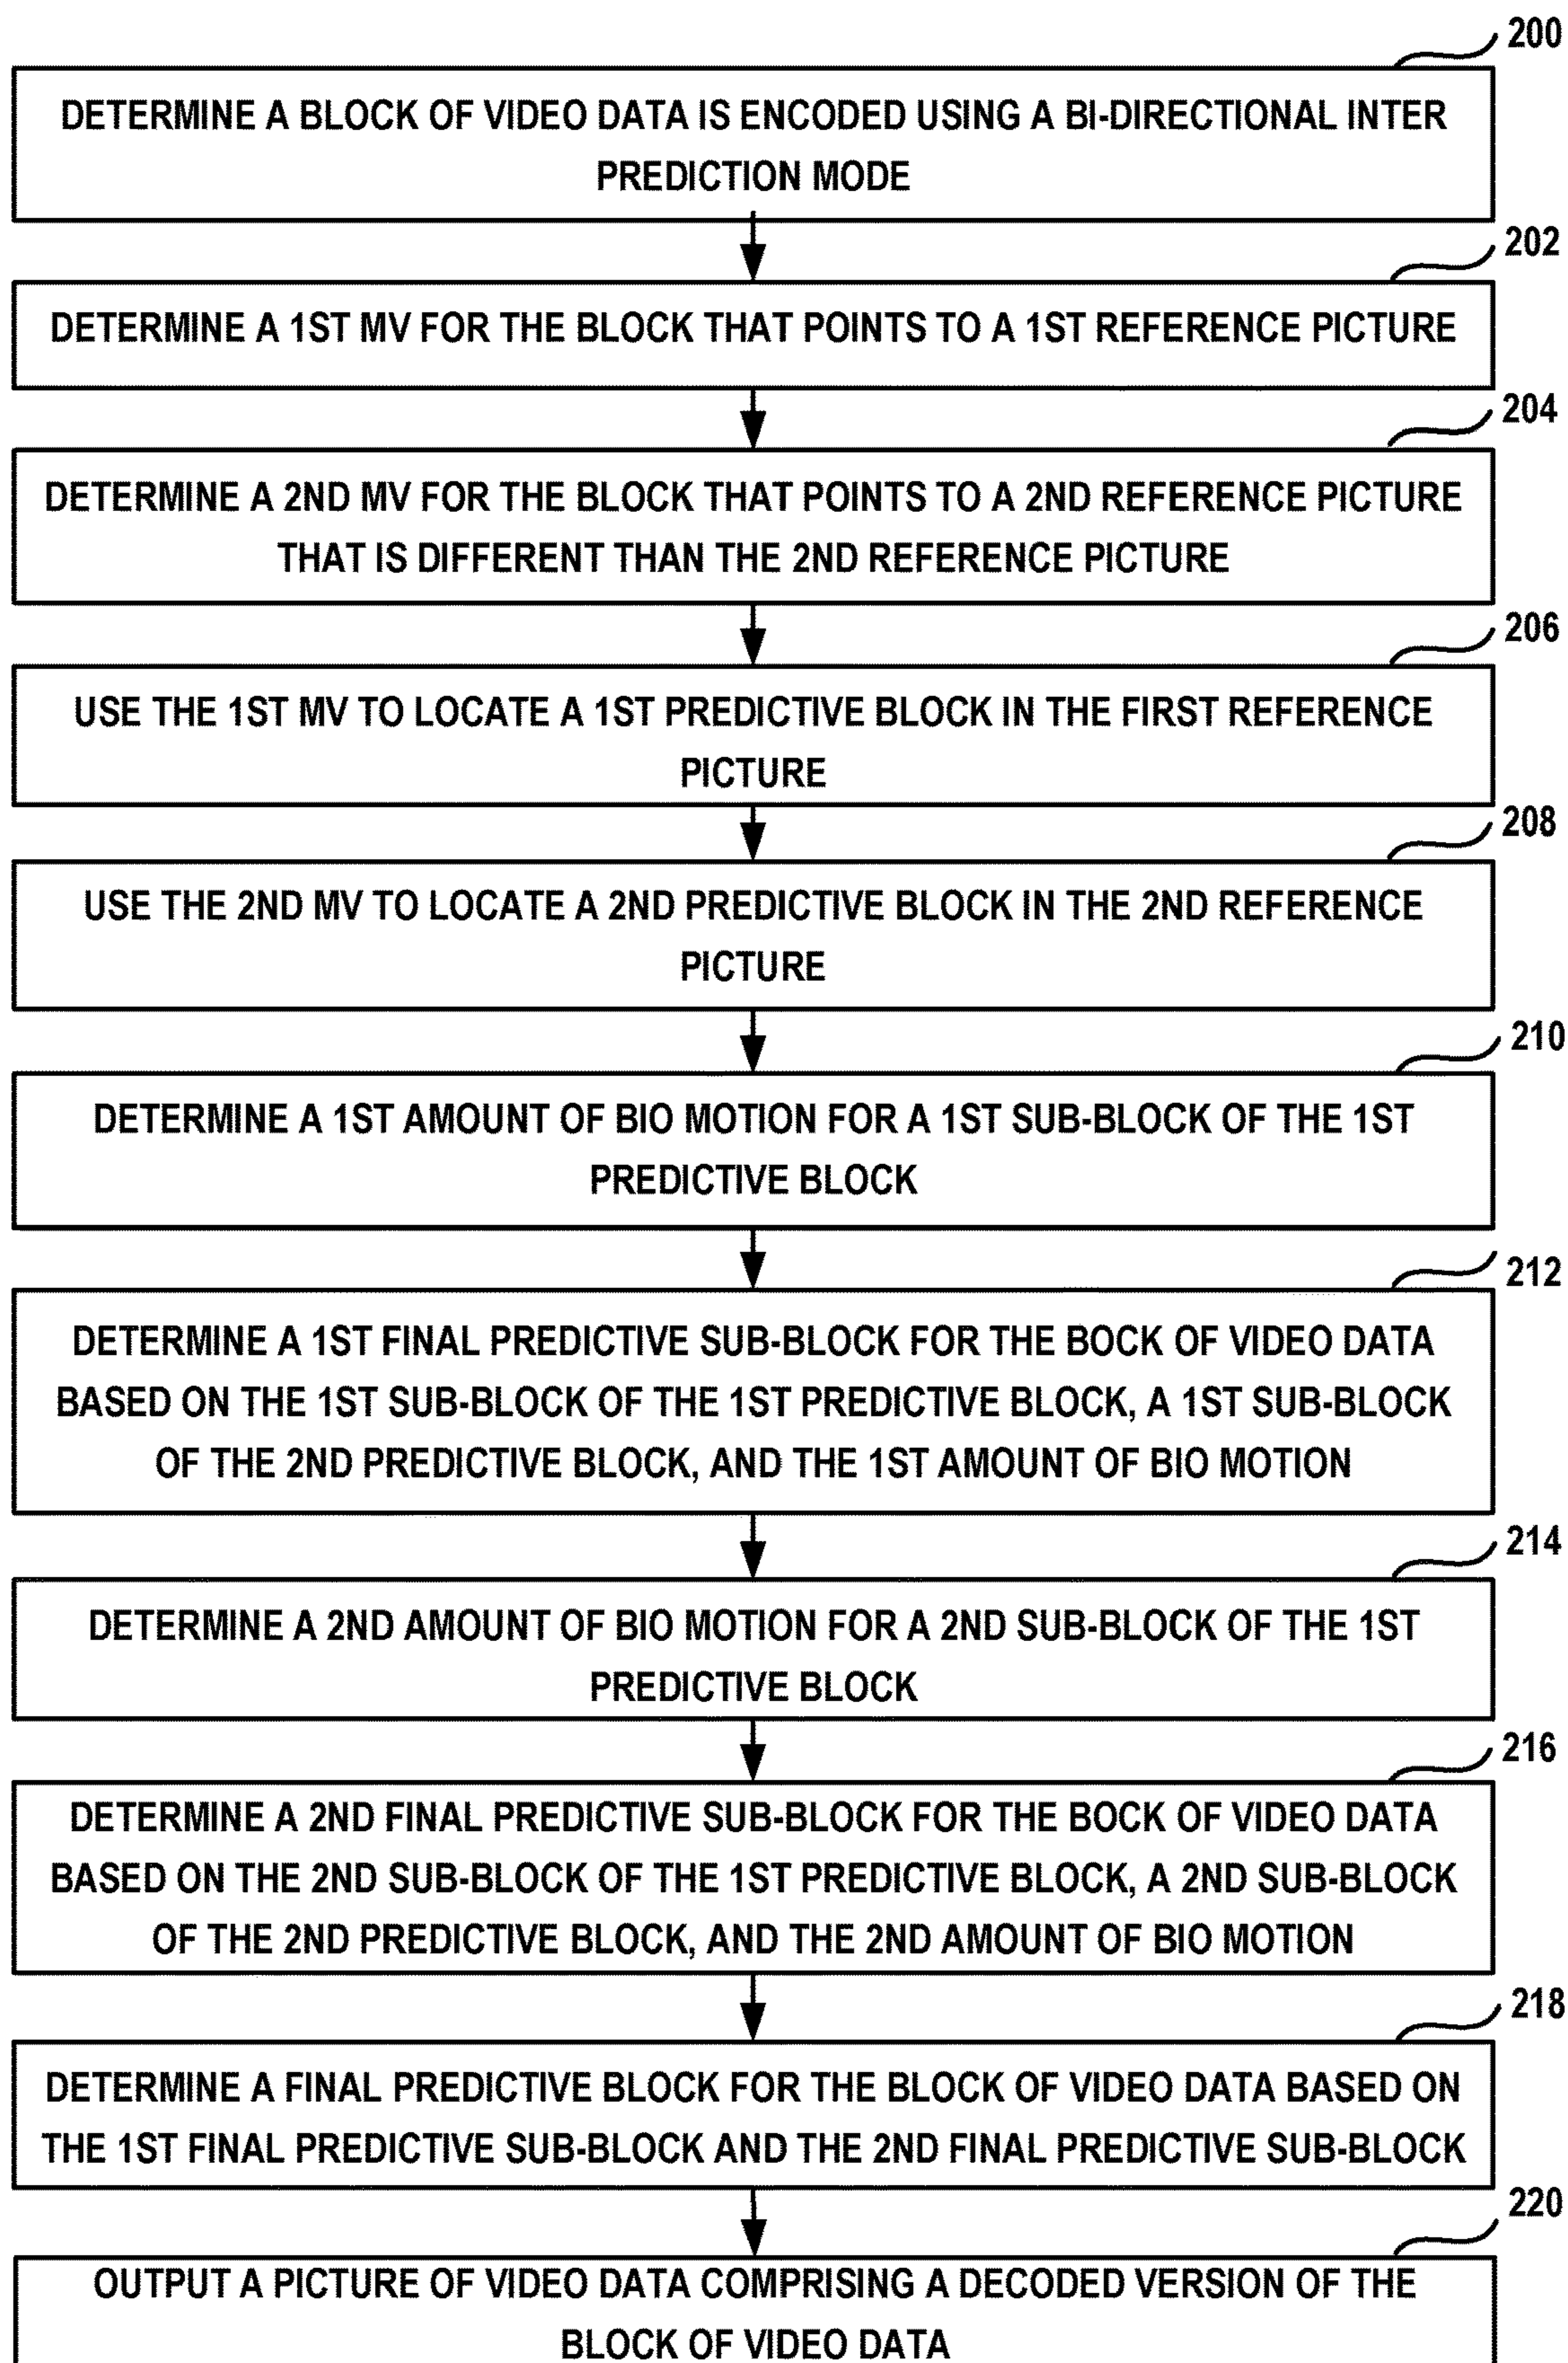 200
DETERMINE A BLOCK OF VIDEO DATA IS ENCODED USING A BI-DIRECTIONAL INTER
PREDICTION MODE
202
DETERMINE A 1ST MV FOR THE BLOCK THAT POINTS TO A 1ST REFERENCE PICTURE
204
DETERMINE A 2ND MV FOR THE BLOCK THAT POINTS TO A 2ND REFERENCE PICTURE
THAT IS DIFFERENT THAN THE 2ND REFERENCE PICTURE
206
USE THE 1ST MV TO LOCATE A 1ST PREDICTIVE BLOCK IN THE FIRST REFERENCE
PICTURE
208
USE THE 2ND MV TO LOCATE A 2ND PREDICTIVE BLOCK IN THE 2ND REFERENCE
PICTURE
210
DETERMINE A 1ST AMOUNT OF BIO MOTION FOR A 1ST SUB-BLOCK OF THE 1ST
PREDICTIVE BLOCK
212
DETERMINE A 1ST FINAL PREDICTIVE SUB-BLOCK FOR THE BOCK OF VIDEO DATA
BASED ON THE 1ST SUB-BLOCK OF THE 1ST PREDICTIVE BLOCK, A 1ST SUB-BLOCK
OF THE 2ND PREDICTIVE BLOCK, AND THE 1ST AMOUNT OF BIO MOTION
214
DETERMINE A 2ND AMOUNT OF BIO MOTION FOR A 2ND SUB-BLOCK OF THE 1ST
PREDICTIVE BLOCK
216
DETERMINE A 2ND FINAL PREDICTIVE SUB-BLOCK FOR THE BOCK OF VIDEO DATA
BASED ON THE 2ND SUB-BLOCK OF THE 1ST PREDICTIVE BLOCK, A 2ND SUB-BLOCK
OF THE 2ND PREDICTIVE BLOCK, AND THE 2ND AMOUNT OF BIO MOTION
218
DETERMINE A FINAL PREDICTIVE BLOCK FOR THE BLOCK OF VIDEO DATA BASED ON
THE 1ST FINAL PREDICTIVE SUB-BLOCK AND THE 2ND FINAL PREDICTIVE SUB-BLOCK
220
OUTPUT A PICTURE OF VIDEO DATA COMPRISING A DECODED VERSION OF THE
BLOCK OF VIDEO DATA